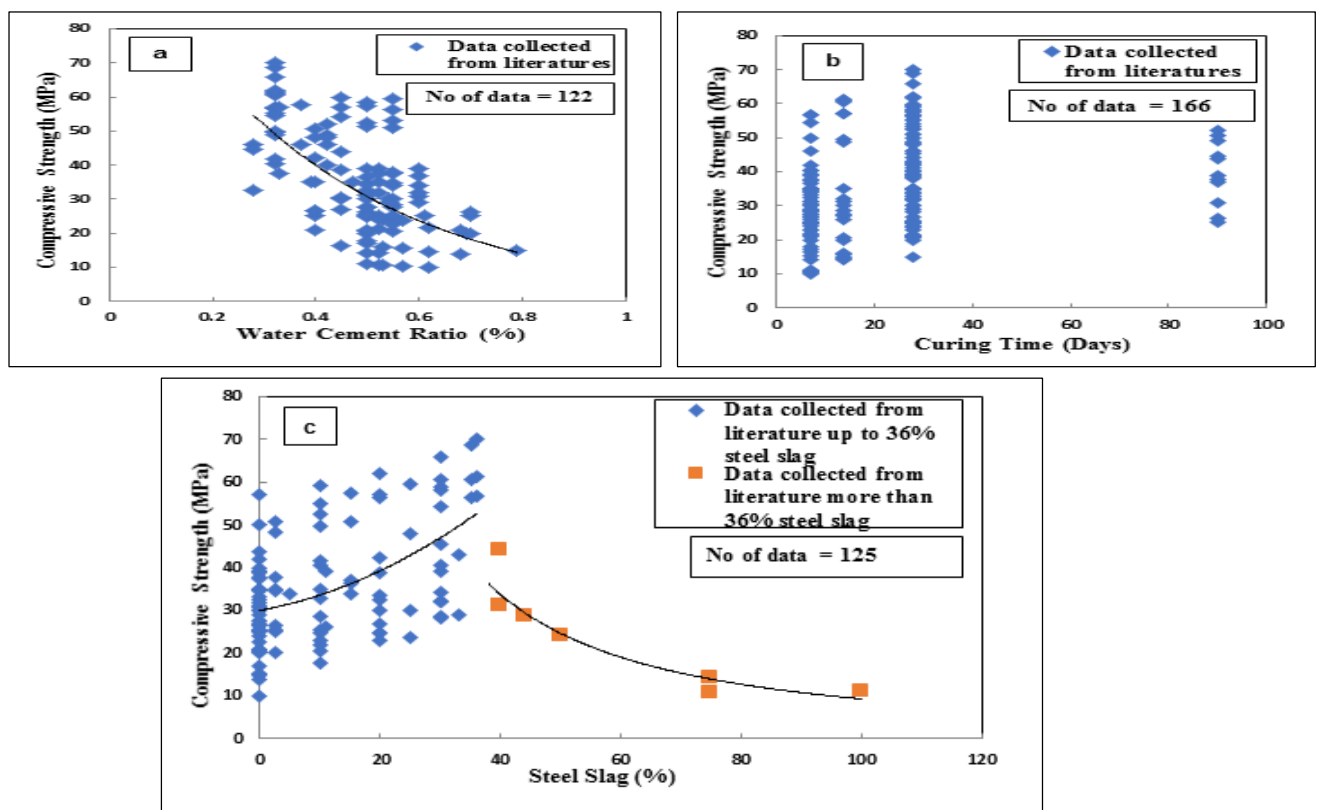 a
Data collected
from literatures
No of data = 122
Compressive Strength (MPa)
80
70
60
50
40
30
20
10
0
0 0.2 0.4 0.6 0.8 1
Water Cement Ratio (%)
b
Data collected
from literatures
No of data = 166
Compressive Strength (MPa)
80
70
60
50
40
30
20
10
0
0 20 40 60 80 100
Curing Time (Days)
c
Data collected from
literature up to 36%
steel slag
Data collected from
literature more than
36% steel slag
No of data = 125
Compressive Strength (MPa)
80
70
60
50
40
30
20
10
0
0 20 40 60 80 100 120
Steel Slag (%)